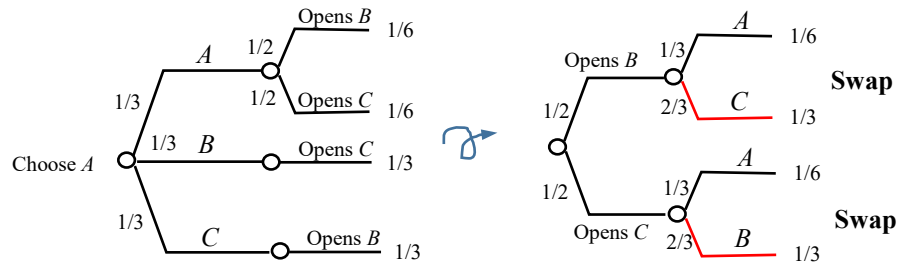 Opens B
1/6
1/2
A
1/2
Opens C
1/6
1/3
1/3
B
Opens C
1/3
Choose A
1/3
C
Opens B
1/3
A
1/3
1/6
Opens B
Swap
2/3
C
1/3
1/2
1/2
A
1/3
1/6
Opens C
Swap
2/3
B
1/3